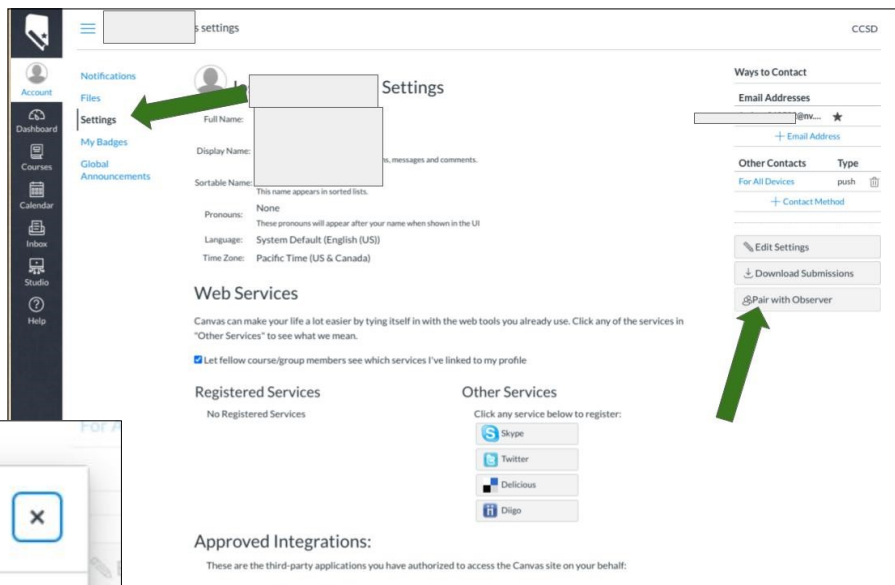 s settings
CCSD
Account
Dashboard
Courses
Calendar
Inbox
Studio
Help
Notifications
Files
Settings
My Badges
Global
Announcements
Settings
Full Name:
Display Name:
ns, messages and comments.
Sortable Name:
This name appears in sorted lists.
Pronouns:
None
These pronouns will appear after your name when shown in the UI
Language:
System Default (English (US))
Time Zone:
Pacific Time (US & Canada)
Web Services
Canvas can make your life a lot easier by tying itself in with the web tools you already use. Click any of the services in
"Other Services" to see what we mean.
Let fellow course/group members see which services I've linked to my profile
Registered Services
No Registered Services
Other Services
Click any service below to register:
Skype
Twitter
Delicious
Diigo
Approved Integrations:
These are the third-party applications you have authorized to access the Canvas site on your behalf:
Ways to Contact
Email Addresses
@nv.... ★
+ Email Address
Other Contacts Type
For All Devices push
+ Contact Method
Edit Settings
Download Submissions
Pair with Observer
For A
×